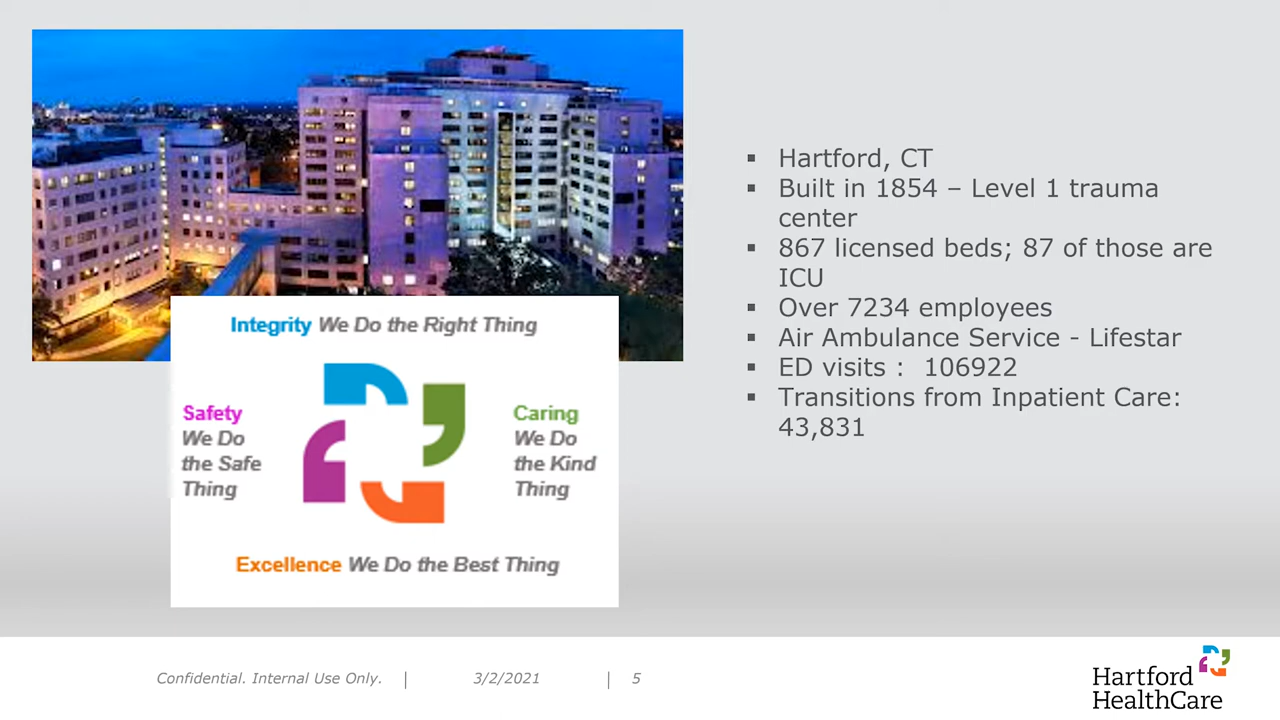 Hartford, CT
Built in 1854 – Level 1 trauma
center
867 licensed beds; 87 of those are
ICU
Over 7234 employees
Air Ambulance Service - Lifestar
ED visits : 106922
Transitions from Inpatient Care:
43,831
Integrity We Do the Right Thing
Safety
We Do
the Safe
Thing
Caring
We Do
the Kind
Thing
Excellence We Do the Best Thing
Confidential. Internal Use Only. | 3/2/2021 | 5
Hartford
HealthCare